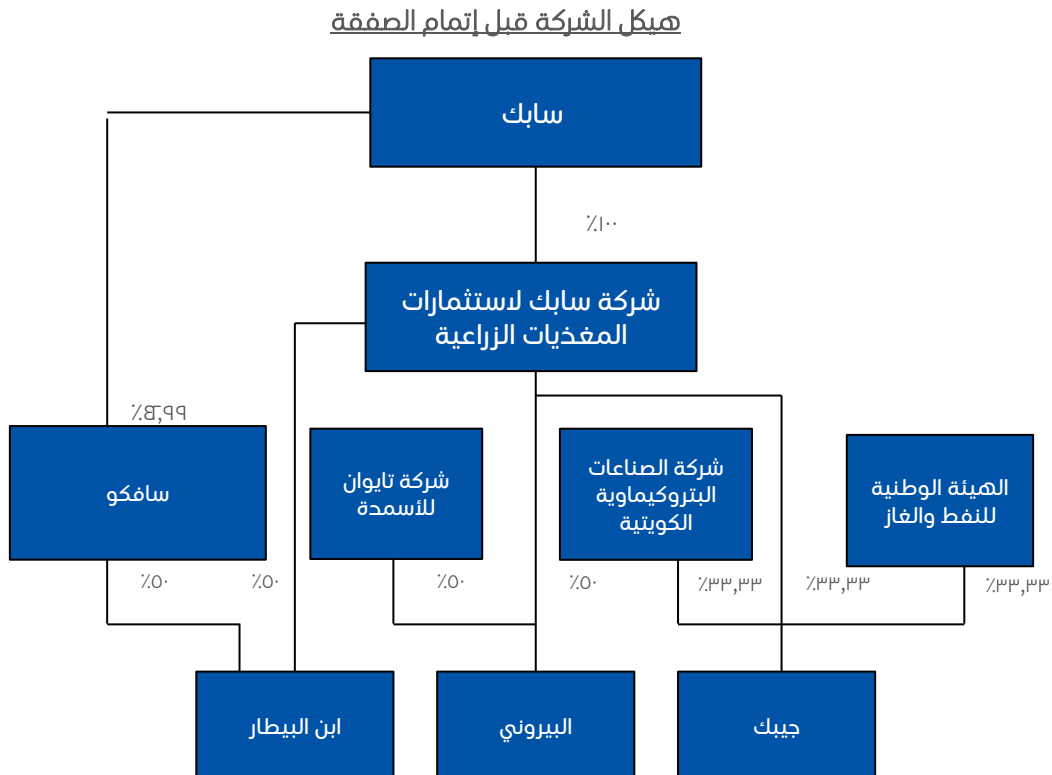 هيكل الشركة قبل إتمام الصفقة
سابك
٪١٠٠
شركة سابك لاستثمارات
المغذيات الزراعية
الهيئة الوطنية
للنفط والغاز
شركة الصناعات
البتروكيماوية
الكويتية
شركة تايوان
للأسمدة
سافكو
٪٣٣,٣٣
٪٣٣,٣٣
٪٣٣,٣٣
٪٥٠
٪٥٠
٪٥٠
٪٥٠
جيبك
البيروني
ابن البيطار